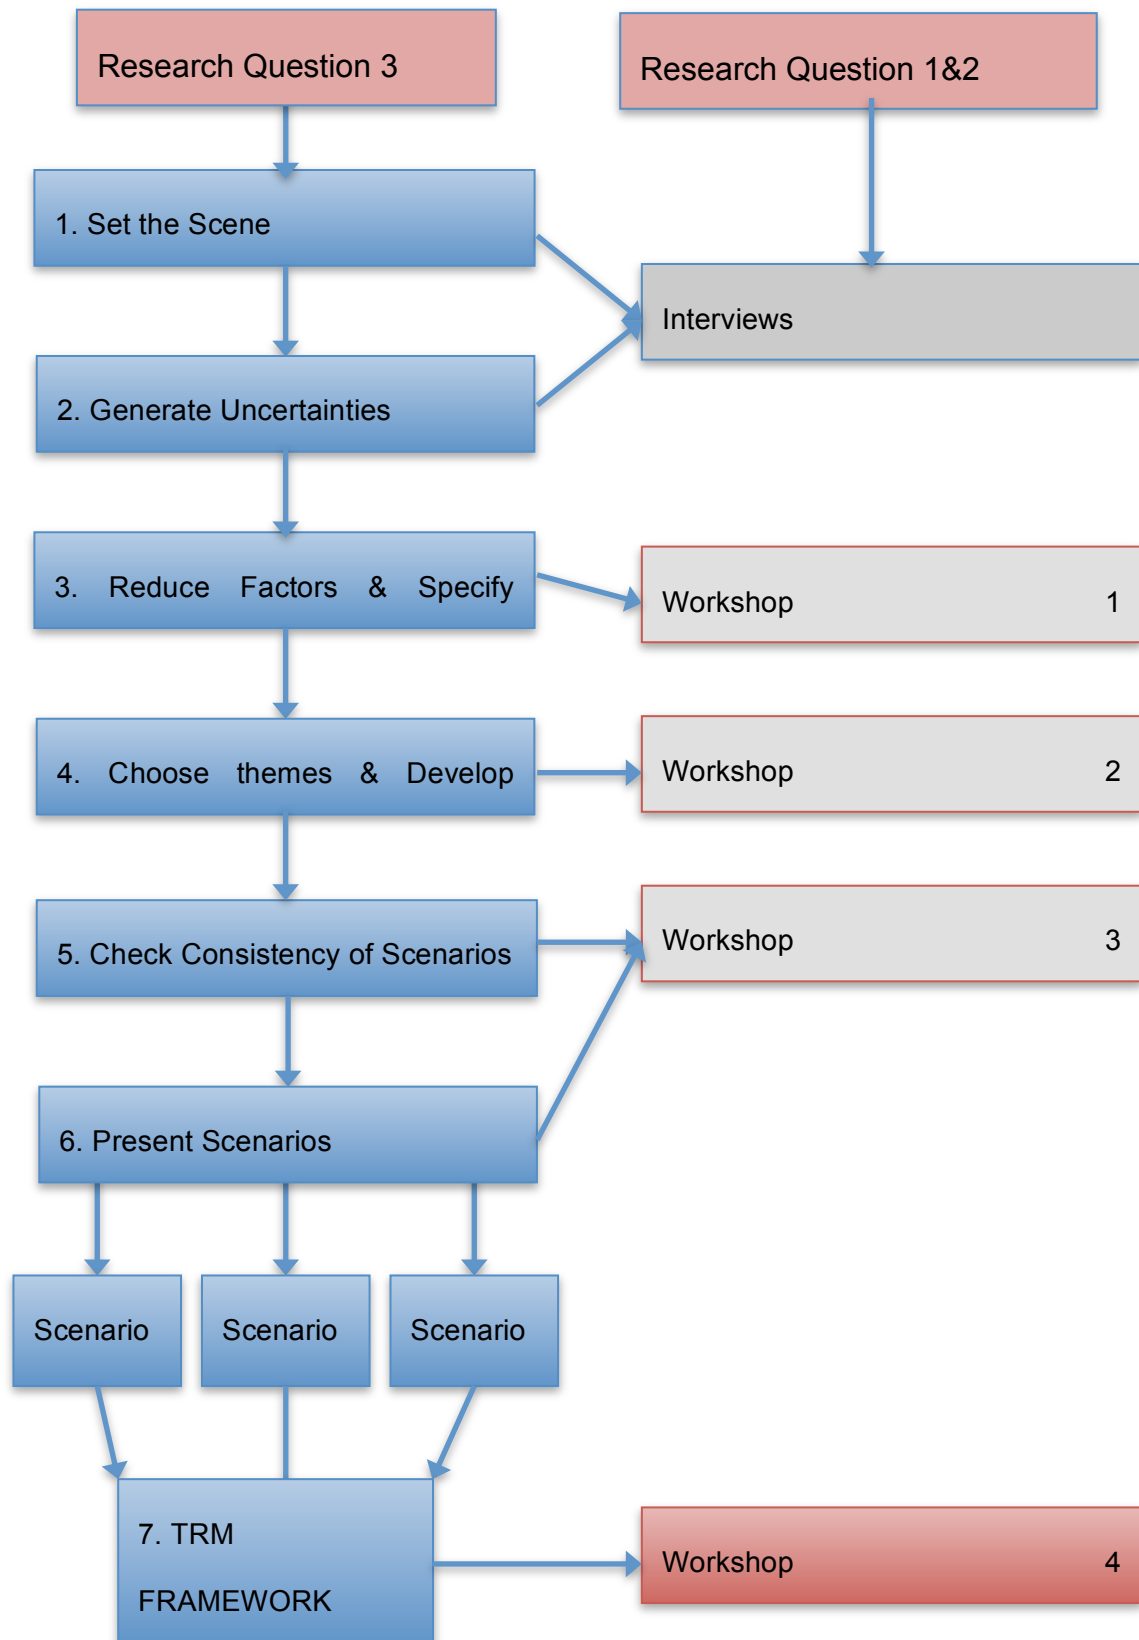 Research Question 3
Research Question 1&2
1. Set the Scene
Interviews
2. Generate Uncertainties
3. Reduce Factors & Specify
Workshop 1
4. Choose themes & Develop
Workshop 2
5. Check Consistency of Scenarios
Workshop 3
6. Present Scenarios
Scenario
Scenario
Scenario
7. TRM
FRAMEWORK
Workshop 4